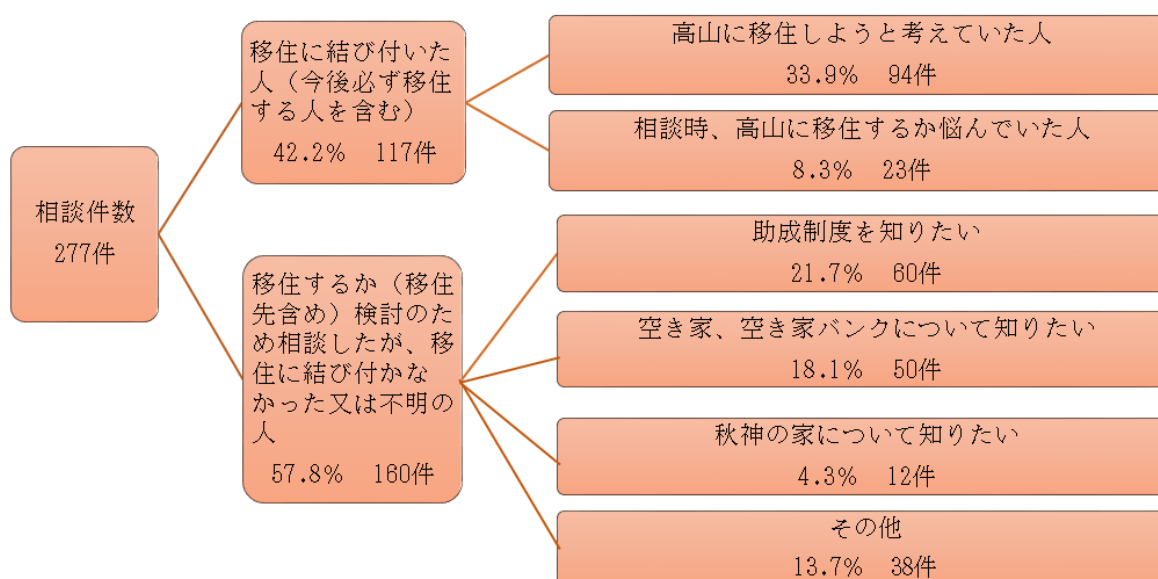 相談件数
277件
移住に結び付いた
人（今後必ず移住
する人を含む）
42.2%　117件
高山に移住しようと考えていた人
33.9%　94件
相談時、高山に移住するか悩んでいた人
8.3%　23件
移住するか（移住
先含め）検討のた
め相談したが、移
住に結び付かな
かった又は不明の
人
57.8%　160件
助成制度を知りたい
21.7%　60件
空き家、空き家バンクについて知りたい
18.1%　50件
秋神の家について知りたい
4.3%　12件
その他
13.7%　38件